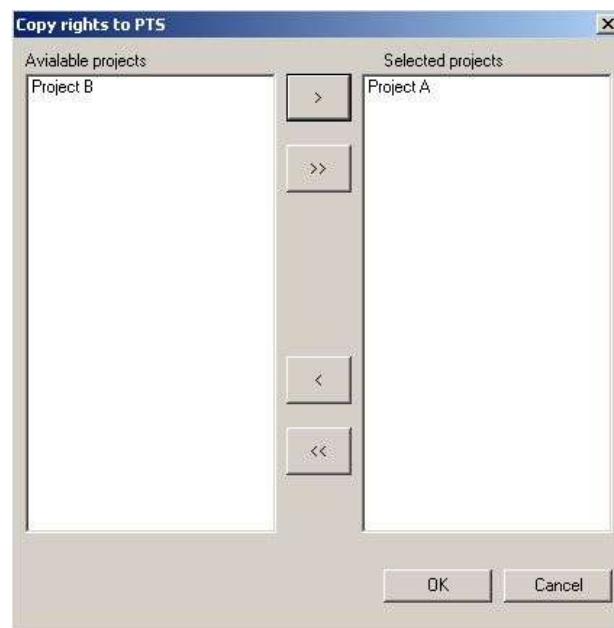 Copy rights to PTS
Avialable projects
Selected projects
Project B
>
Project A
>>
<
<<
OK
Cancel